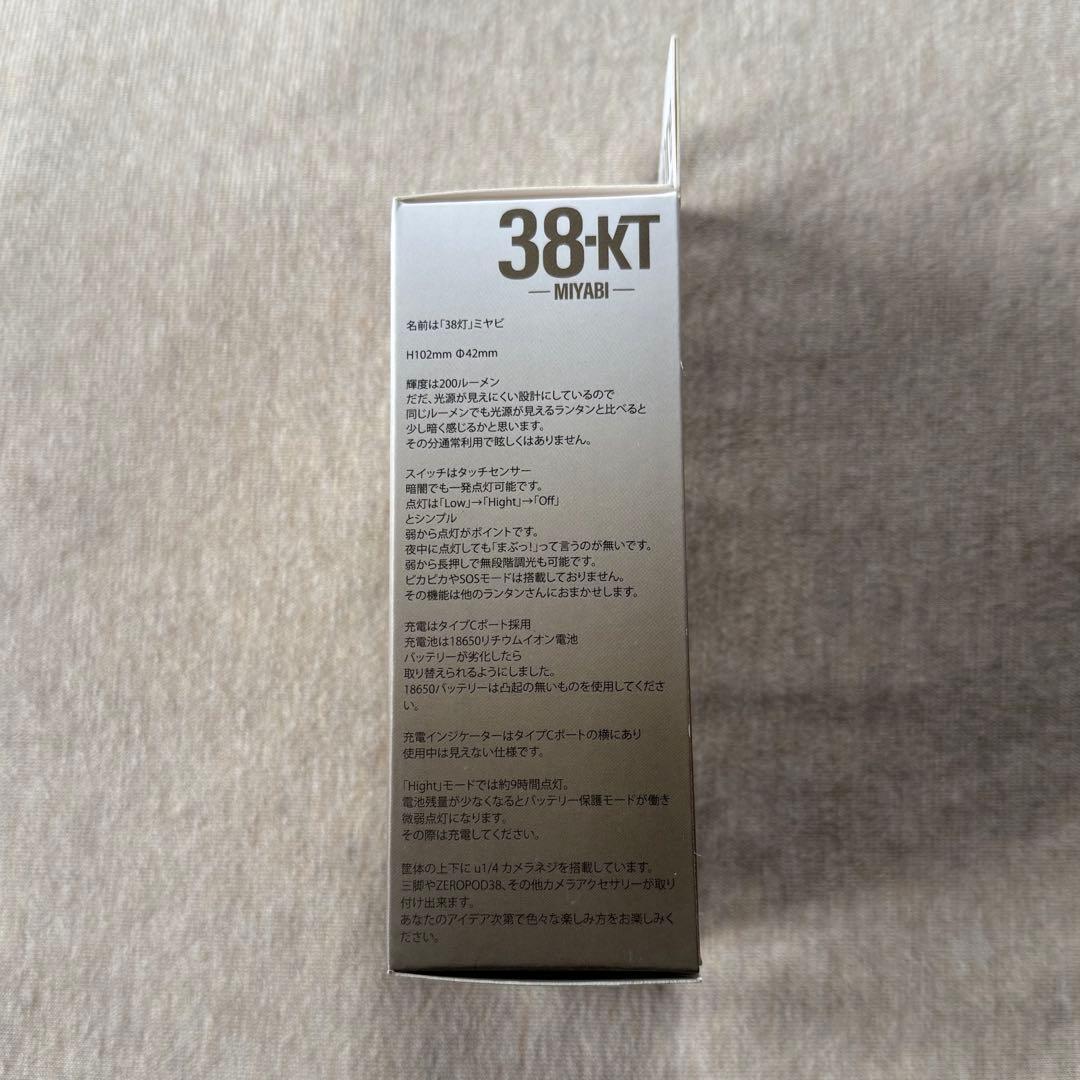 38-KT
MIYABI
名前は「38灯」ミヤビ
H102mm Φ42mm
輝度は200ルーメン
だだ、光源が見えにくい設計にしているので
同じルーメンでも光源が見えるランタンと比べると
少し暗く感じるかと思います。
その分通常利用で眩しくはありません。
スイッチはタッチセンサー
暗闇でも一発点灯可能です。
点灯は「Low」→「Hight」→「Off」
とシンプル
弱から点灯がポイントです。
夜中に点灯しても「まぶっ!」って言うのが無いです。
弱から長押しで無段階調光も可能です。
ピカピカやSOSモードは搭載しておりません。
その機能は他のランタンさんにおまかせします。
充電はタイプCポート採用
充電池は18650リチウムイオン電池
バッテリーが劣化したら
取り替えられるようにしました。
18650バッテリーは凸起の無いものを使用してくださ
い。
充電インジケーターはタイプCポートの横にあり
使用中は見えない仕様です。
「Hight」モードでは約9時間点灯。
電池残量が少なくなるとバッテリー保護モードが働き
微弱点灯になります。
その際は充電してください。
筐体の上下に u1/4 カメラネジを搭載しています。
三脚やZEROPOD38、その他カメラアクセサリーが取り
付け出来ます。
あなたのアイデア次第で色々な楽しみ方をお楽しみく
ださい。